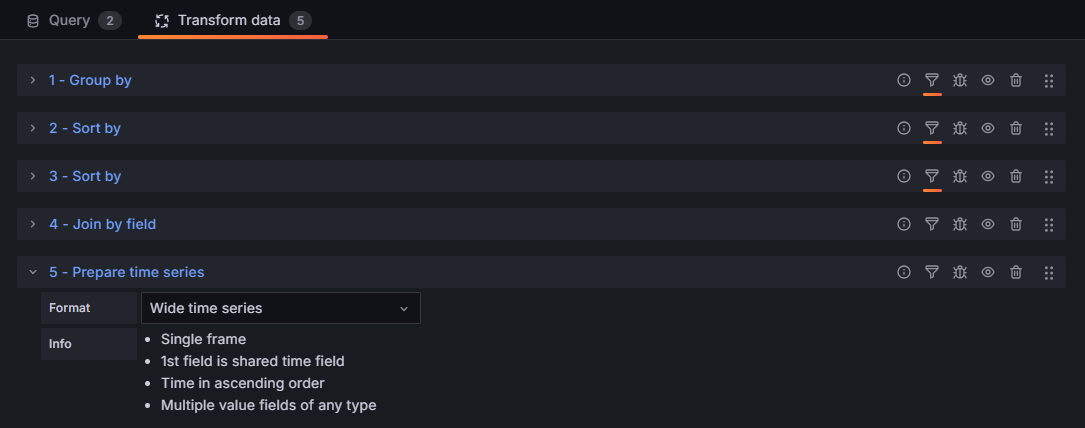 Query 2 Transform data 5
1 - Group by
2 - Sort by
3 - Sort by
4 - Join by field
5 - Prepare time series
Format Wide time series
Info
Single frame
1st field is shared time field
Time in ascending order
Multiple value fields of any type